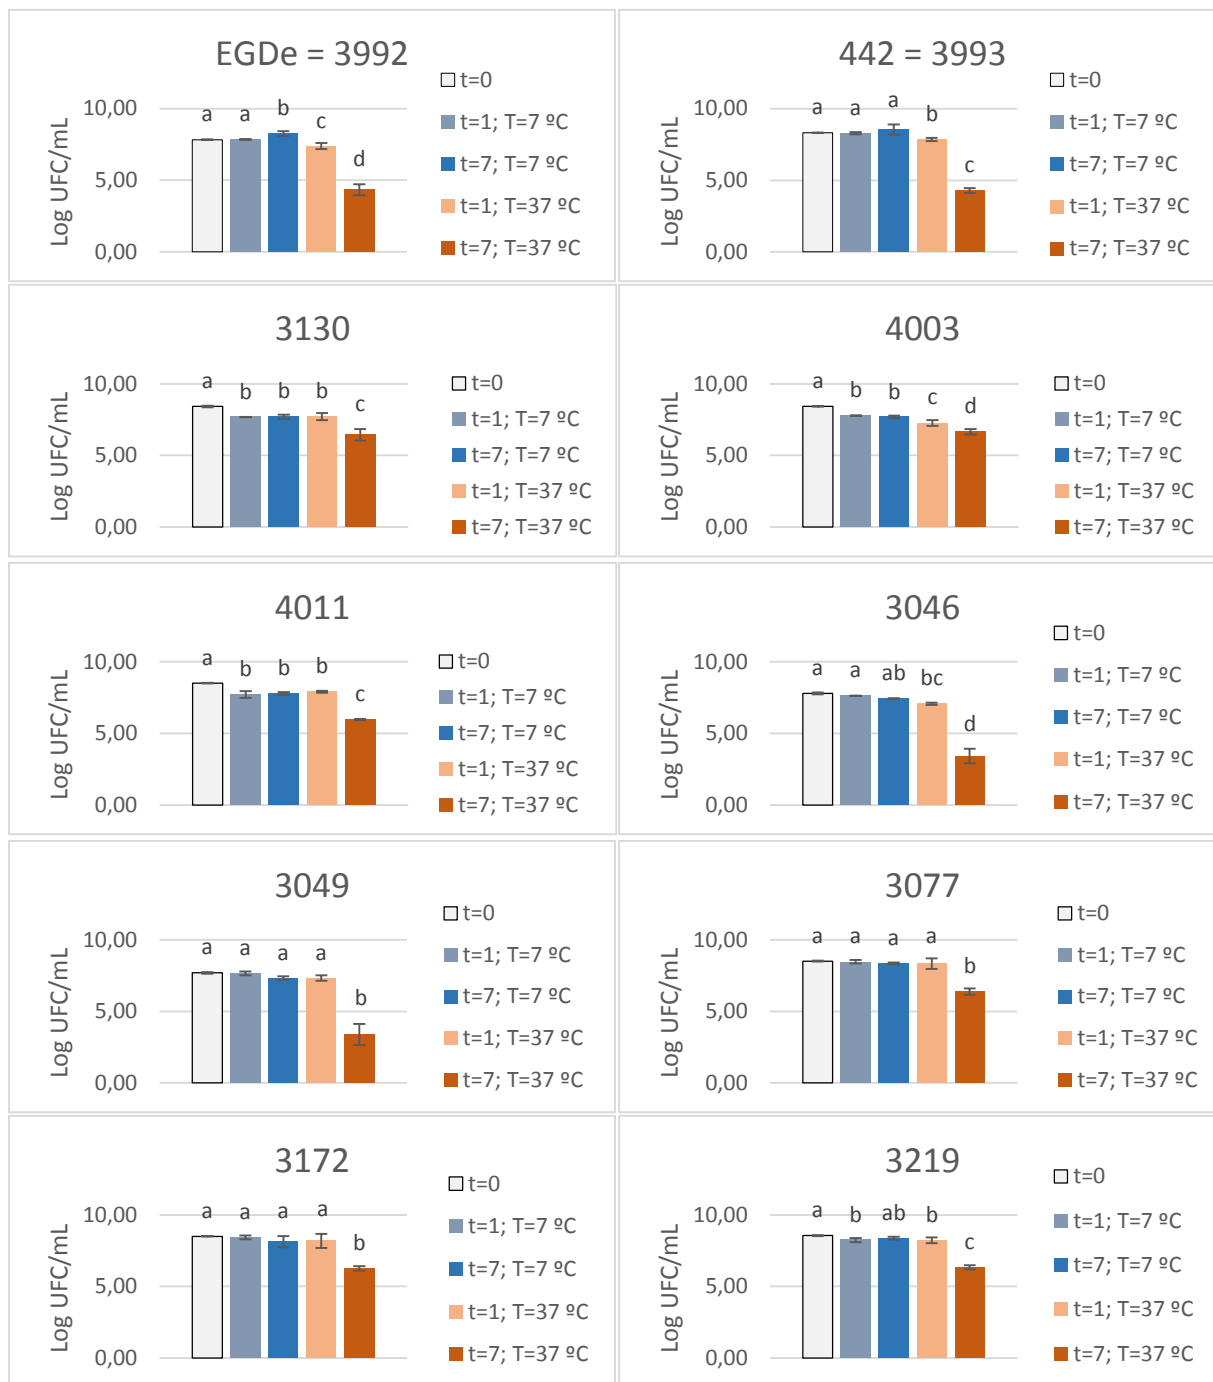 EGDe = 3992
Log UFC/mL
10,00
5,00
0,00
a a b c d
t=0
t=1; T=7 ºC
t=7; T=7 ºC
t=1; T=37 ºC
t=7; T=37 ºC
442 = 3993
Log UFC/mL
10,00
5,00
0,00
a a a b c
t=0
t=1; T=7 ºC
t=7; T=7 ºC
t=1; T=37 ºC
t=7; T=37 ºC
3130
Log UFC/mL
10,00
5,00
0,00
a b b b c
t=0
t=1; T=7 ºC
t=7; T=7 ºC
t=1; T=37 ºC
t=7; T=37 ºC
4003
Log UFC/mL
10,00
5,00
0,00
a b b c d
t=0
t=1; T=7 ºC
t=7; T=7 ºC
t=1; T=37 ºC
t=7; T=37 ºC
4011
Log UFC/mL
10,00
5,00
0,00
a b b b c
t=0
t=1; T=7 ºC
t=7; T=7 ºC
t=1; T=37 ºC
t=7; T=37 ºC
3046
Log UFC/mL
10,00
5,00
0,00
a a ab bc d
t=0
t=1; T=7 ºC
t=7; T=7 ºC
t=1; T=37 ºC
t=7; T=37 ºC
3049
Log UFC/mL
10,00
5,00
0,00
a a a a b
t=0
t=1; T=7 ºC
t=7; T=7 ºC
t=1; T=37 ºC
t=7; T=37 ºC
3077
Log UFC/mL
10,00
5,00
0,00
a a a a b
t=0
t=1; T=7 ºC
t=7; T=7 ºC
t=1; T=37 ºC
t=7; T=37 ºC
3172
Log UFC/mL
10,00
5,00
0,00
a a a a b
t=0
t=1; T=7 ºC
t=7; T=7 ºC
t=1; T=37 ºC
t=7; T=37 ºC
3219
Log UFC/mL
10,00
5,00
0,00
a b ab b c
t=0
t=1; T=7 ºC
t=7; T=7 ºC
t=1; T=37 ºC
t=7; T=37 ºC